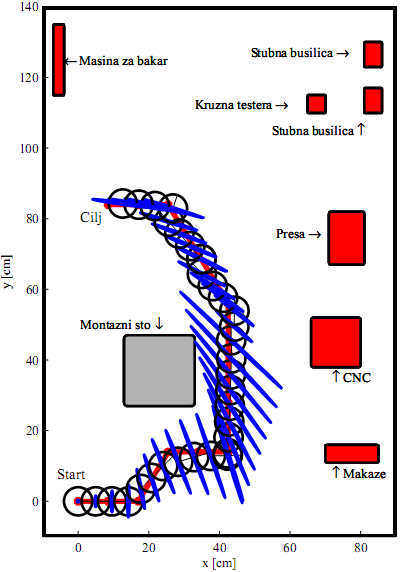 140
120
100
80
60
40
20
0
y [cm]
Masina za bakar
Stubna busilica →
Kruzna testera →
Stubna busilica ↑
Cilj
Presa →
Montazni sto ↓
↑ CNC
Start
↑ Makaze
0 20 40 60 80
x [cm]